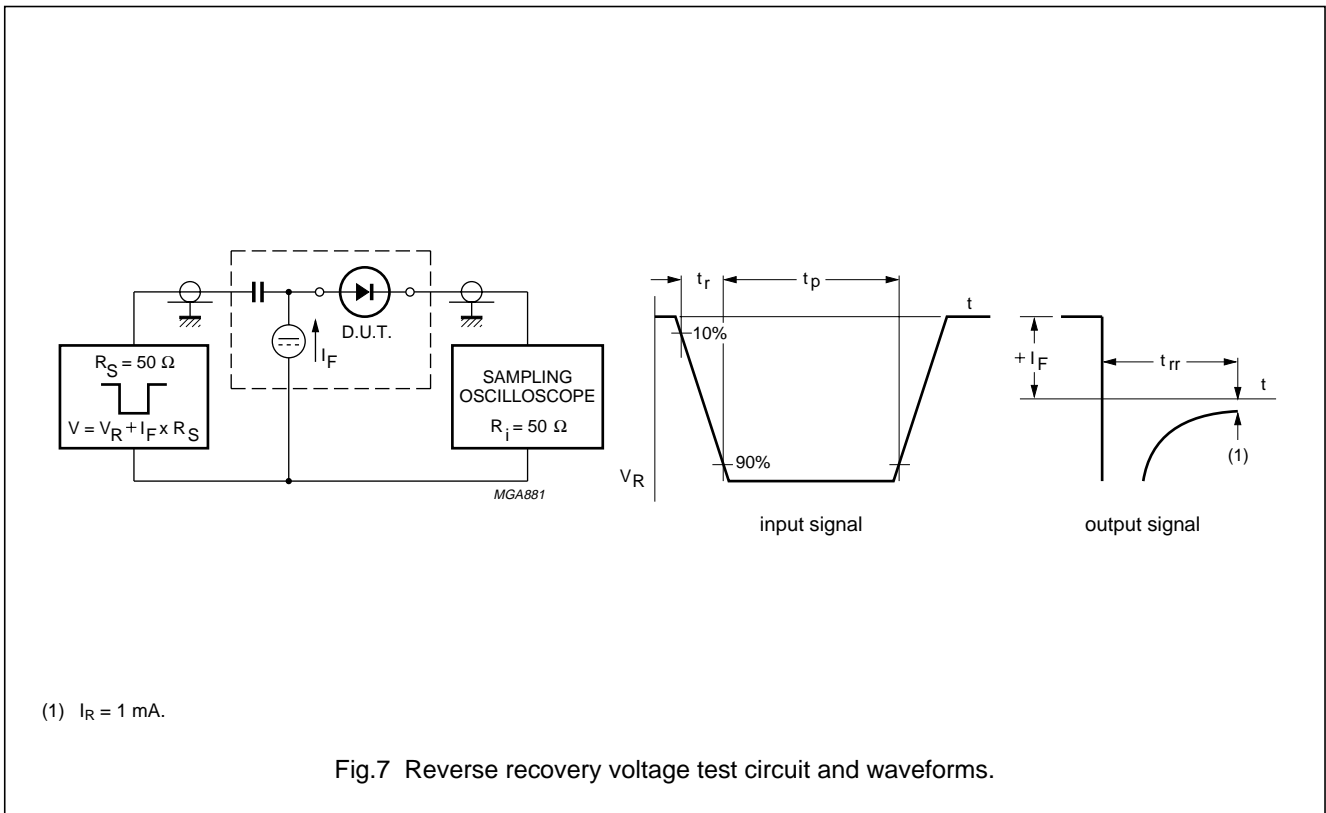 R_S = 50 Ω
V = V_R + I_F x R_S
I_F
D.U.T.
SAMPLING
OSCILLOSCOPE
R_i = 50 Ω
MGA881
t_r
t_p
t
10%
90%
V_R
input signal
+ I_F
t_rr
t
(1)
output signal
(1) I_R = 1 mA.
Fig.7 Reverse recovery voltage test circuit and waveforms.